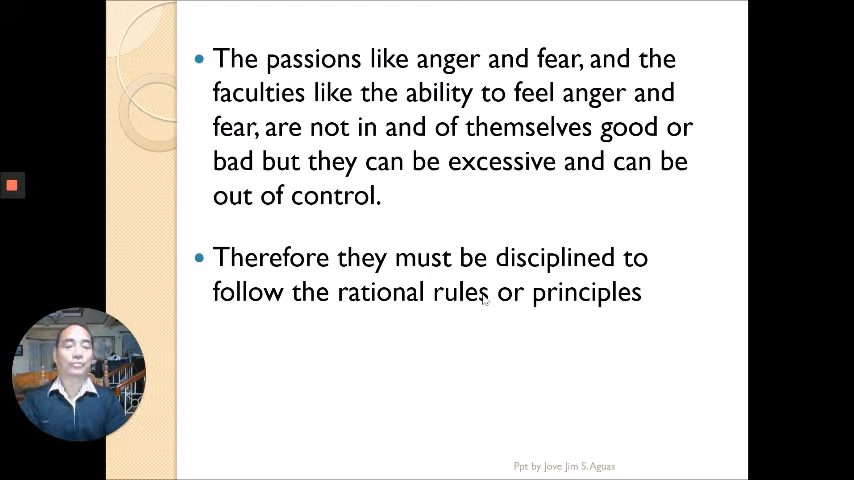 The passions like anger and fear, and the
faculties like the ability to feel anger and
fear, are not in and of themselves good or
bad but they can be excessive and can be
out of control.
Therefore they must be disciplined to
follow the rational rules or principles
Ppt by Jove Jim S. Aguas